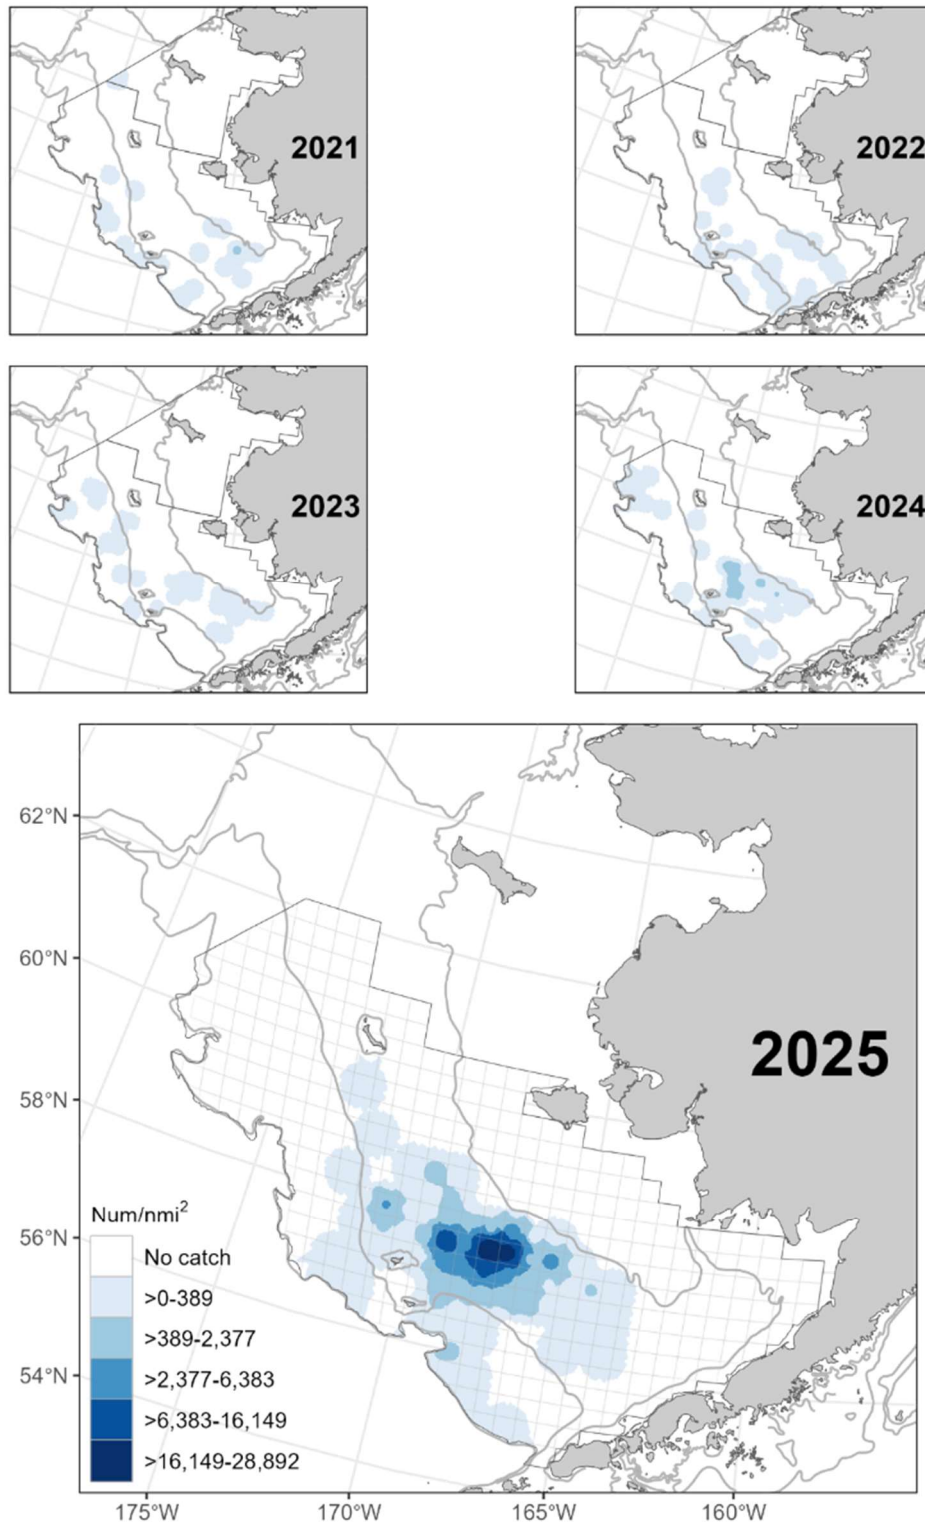 2021
2022
2023
2024
2025
62°N
60°N
58°N
56°N
54°N
Num/nmi²
No catch
>0-389
>389-2,377
>2,377-6,383
>6,383-16,149
>16,149-28,892
175°W
170°W
165°W
160°W